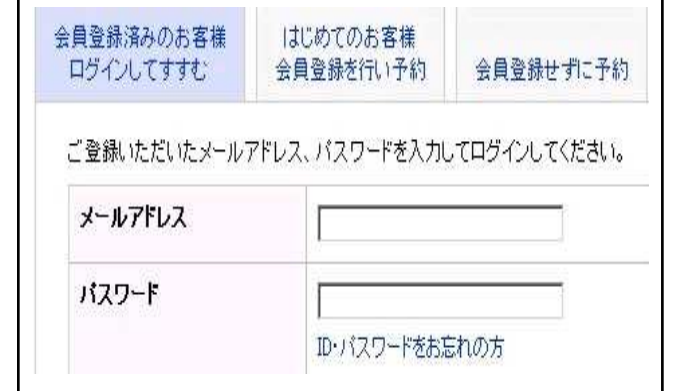 会員登録済みのお客様
ログインしてすすむ
はじめてのお客様
会員登録を行い予約
会員登録せずに予約
ご登録いただいたメールアドレス、パスワードを入力してログインしてください。
メールアドレス
パスワード
ID・パスワードをお忘れの方